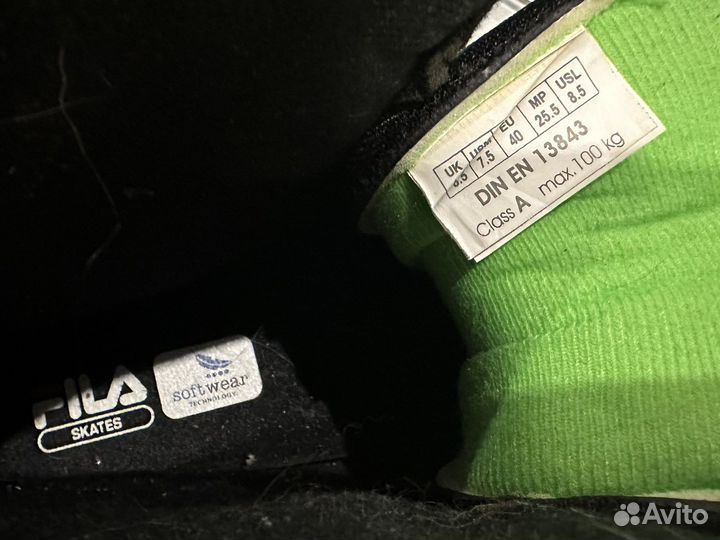 UK USM EU MP USL
6.5 7.5 40 25.5 8.5
DIN EN 13843
Class A max.100 kg
FILA
SKATES
softwear
TECHNOLOGY
Avito